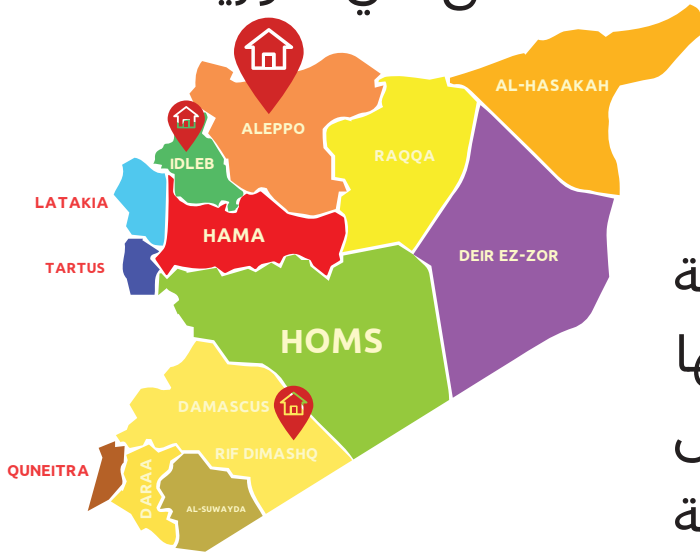 AL-HASAKAH
ALEPPO
RAQQA
IDLEB
LATAKIA
HAMA
TARTUS
DEIR EZ-ZOR
HOMS
DAMASCUS
RIF DIMASHQ
QUNEITRA
DARAA
AL-SUWAYDA